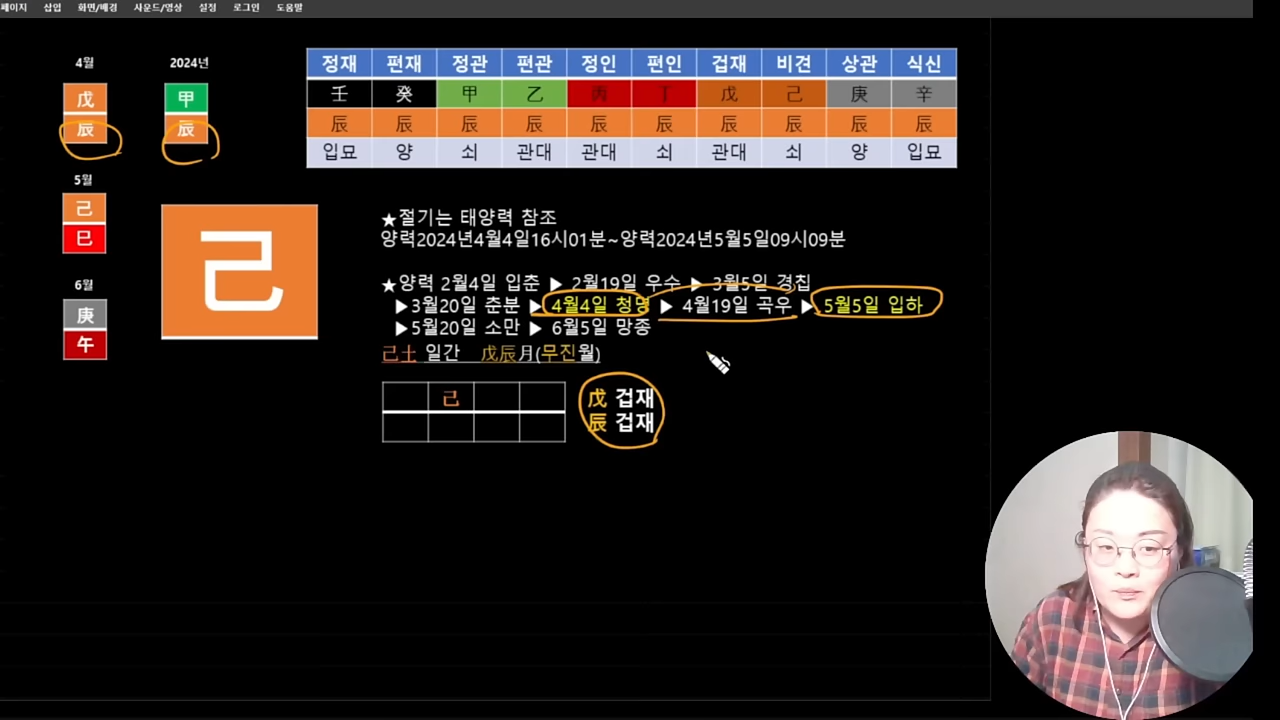 페이지 삽입 화면/배경 사운드/영상 설정 로그인 도움말
4월 2024년
戊 甲
辰 辰
5월
己
巳
6월
庚
午
己
정재 편재 정관 편관 정인 편인 겁재 비견 상관 식신
壬 癸 甲 乙 丙 丁 戊 己 庚 辛
辰 辰 辰 辰 辰 辰 辰 辰 辰 辰
입묘 양 쇠 관대 관대 쇠 관대 쇠 양 입묘
★절기는 태양력 참조
양력2024년4월4일16시01분~양력2024년5월5일09시09분
★양력 2월4일 입춘 ▶ 2월19일 우수 ▶ 3월5일 경칩
▶3월20일 춘분 ▶ 4월4일 청명 ▶ 4월19일 곡우 ▶ 5월5일 입하
▶5월20일 소만 ▶ 6월5일 망종
己土 일간 戊辰月(무진월)
己
戊 겁재
辰 겁재